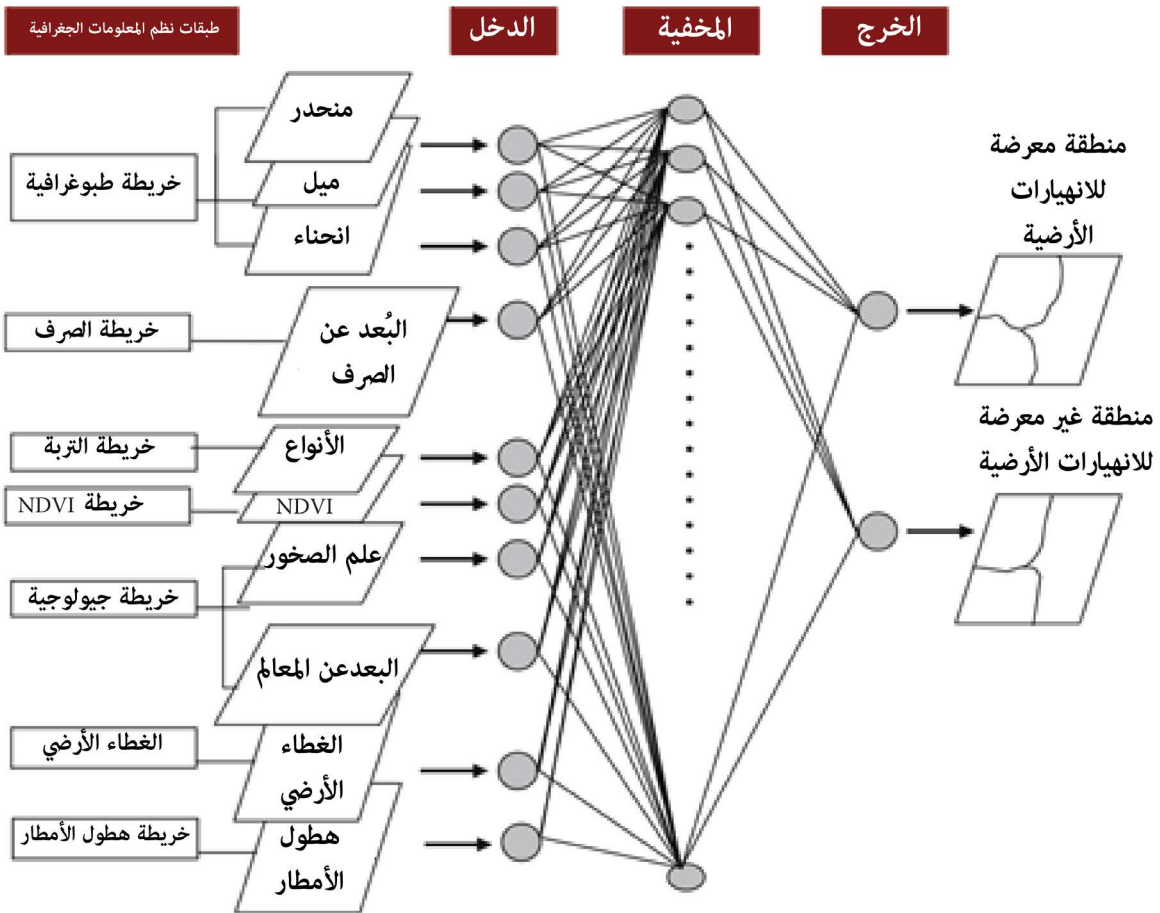 طبقات نظم المعلومات الجغرافية
الدخل
المخفية
الخرج
خريطة طبوغرافية
منحدر
ميل
انحناء
خريطة الصرف
البُعد عن
الصرف
خريطة التربة
الأنواع
خريطة NDVI
NDVI
خريطة جيولوجية
علم الصخور
البعدعن المعالم
الغطاء الأرضي
الغطاء
الأرضي
خريطة هطول الأمطار
هطول
الأمطار
منطقة معرضة
للانهيارات
الأرضية
منطقة غير معرضة
للانهيارات الأرضية